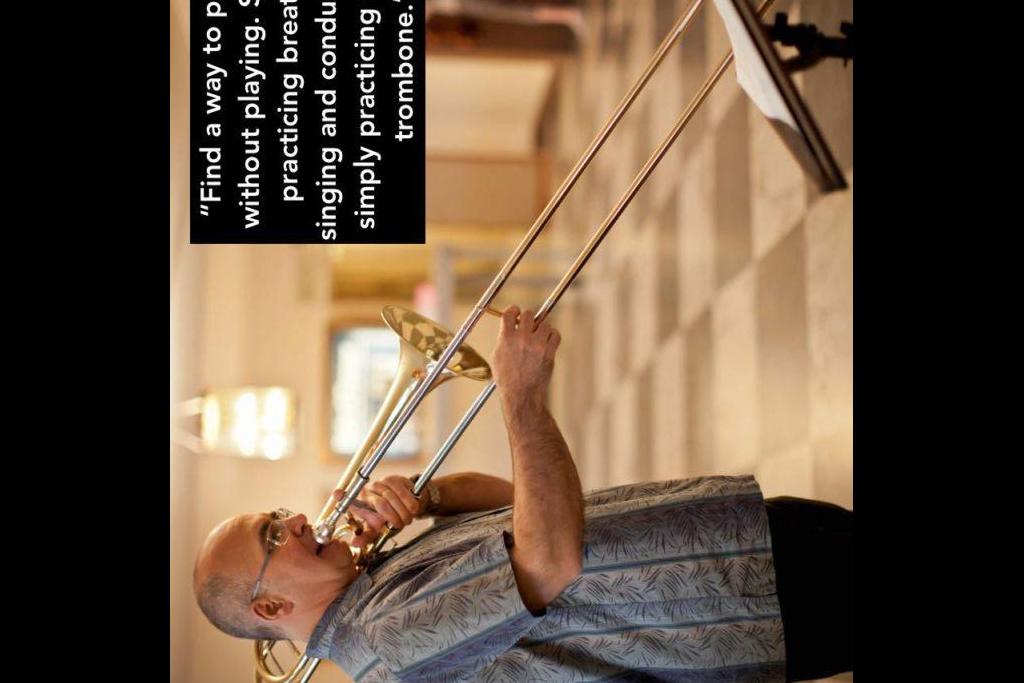 “Find a way to
without playing.
practicing
singing and
simply practicing
trombone.”